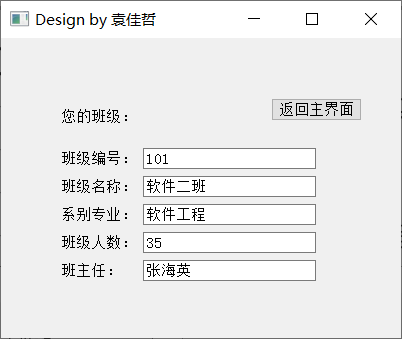 Design by 袁佳哲
返回主界面
您的班级：
班级编号： 101
班级名称： 软件二班
系别专业： 软件工程
班级人数： 35
班主任： 张海英